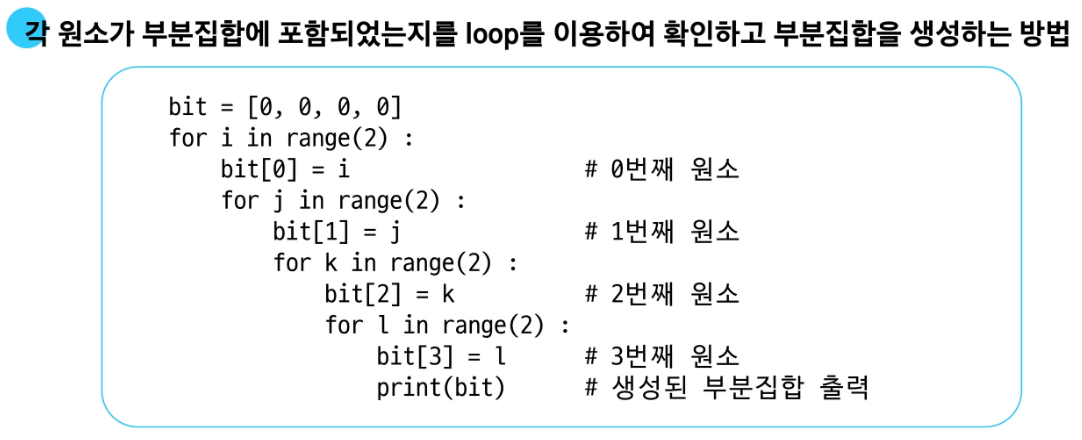 각 원소가 부분집합에 포함되었는지를 loop를 이용하여 확인하고 부분집합을 생성하는 방법
bit = [0, 0, 0, 0]
for i in range(2) :
    bit[0] = i                  # 0번째 원소
    for j in range(2) :
        bit[1] = j              # 1번째 원소
        for k in range(2) :
            bit[2] = k          # 2번째 원소
            for l in range(2) :
                bit[3] = l      # 3번째 원소
                print(bit)      # 생성된 부분집합 출력